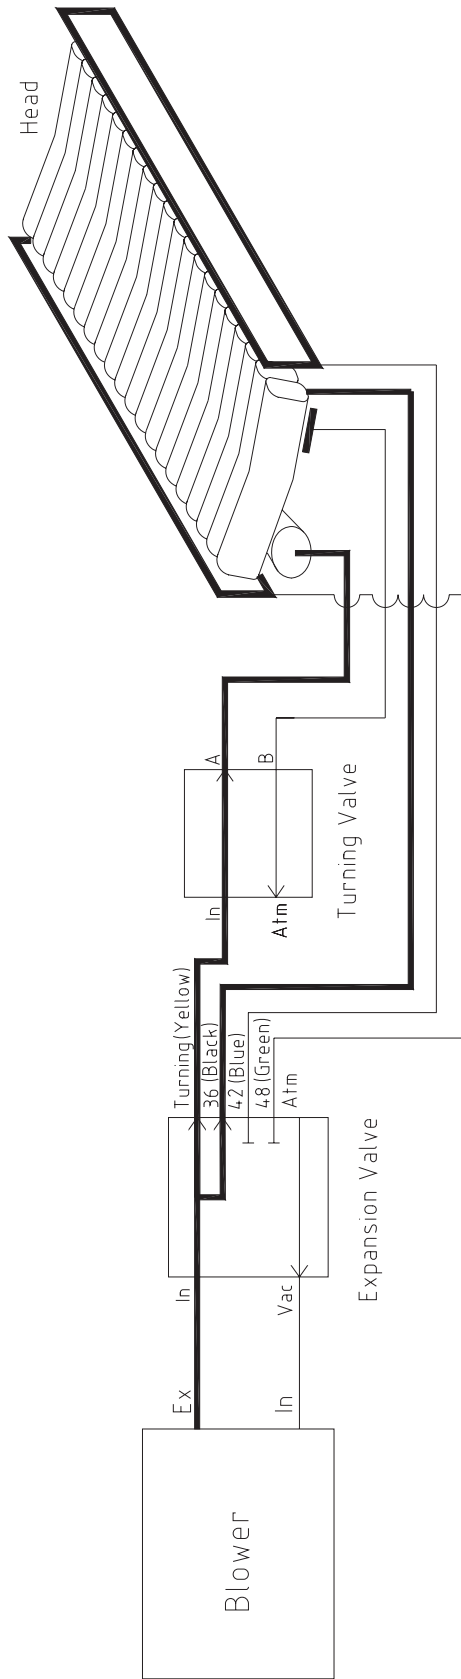 Head
A
B
In
Atm
Turning Valve
Turning(Yellow)
36 (Black)
42 (Blue)
48 (Green)
Atm
In
Vac
Expansion Valve
Ex
In
Blower